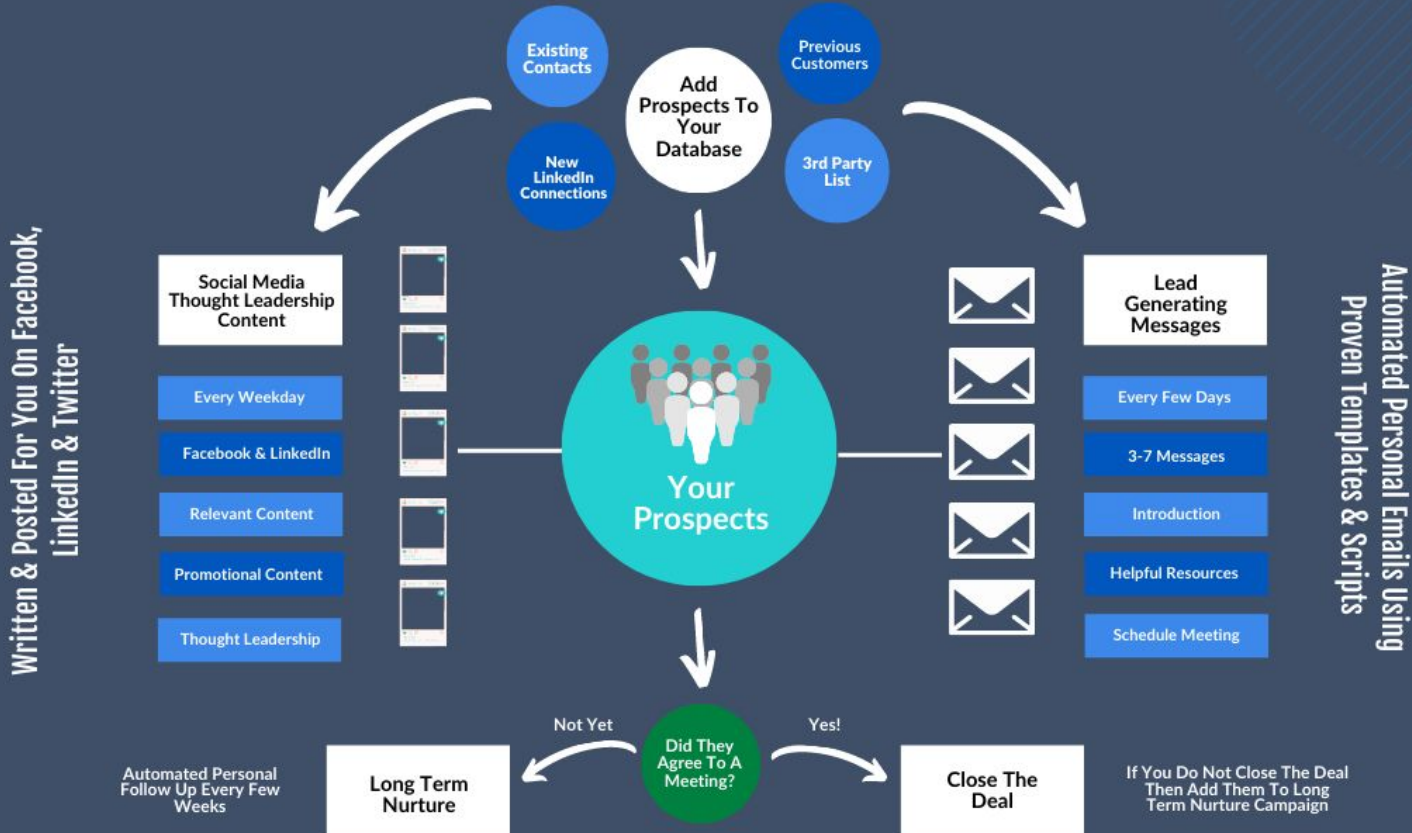 Existing
Contacts
Add
Prospects To
Your
Database
Previous
Customers
New
LinkedIn
Connections
3rd Party
List
Written & Posted For You On Facebook,
LinkedIn & Twitter
Social Media
Thought Leadership
Content
Every Weekday
Facebook & LinkedIn
Relevant Content
Promotional Content
Thought Leadership
Your
Prospects
Lead
Generating
Messages
Every Few Days
3-7 Messages
Introduction
Helpful Resources
Schedule Meeting
Automated Personal Emails Using
Proven Templates & Scripts
Not Yet
Did They
Agree To A
Meeting?
Yes!
Automated Personal
Follow Up Every Few
Weeks
Long Term
Nurture
Close The
Deal
If You Do Not Close The Deal
Then Add Them To Long
Term Nurture Campaign